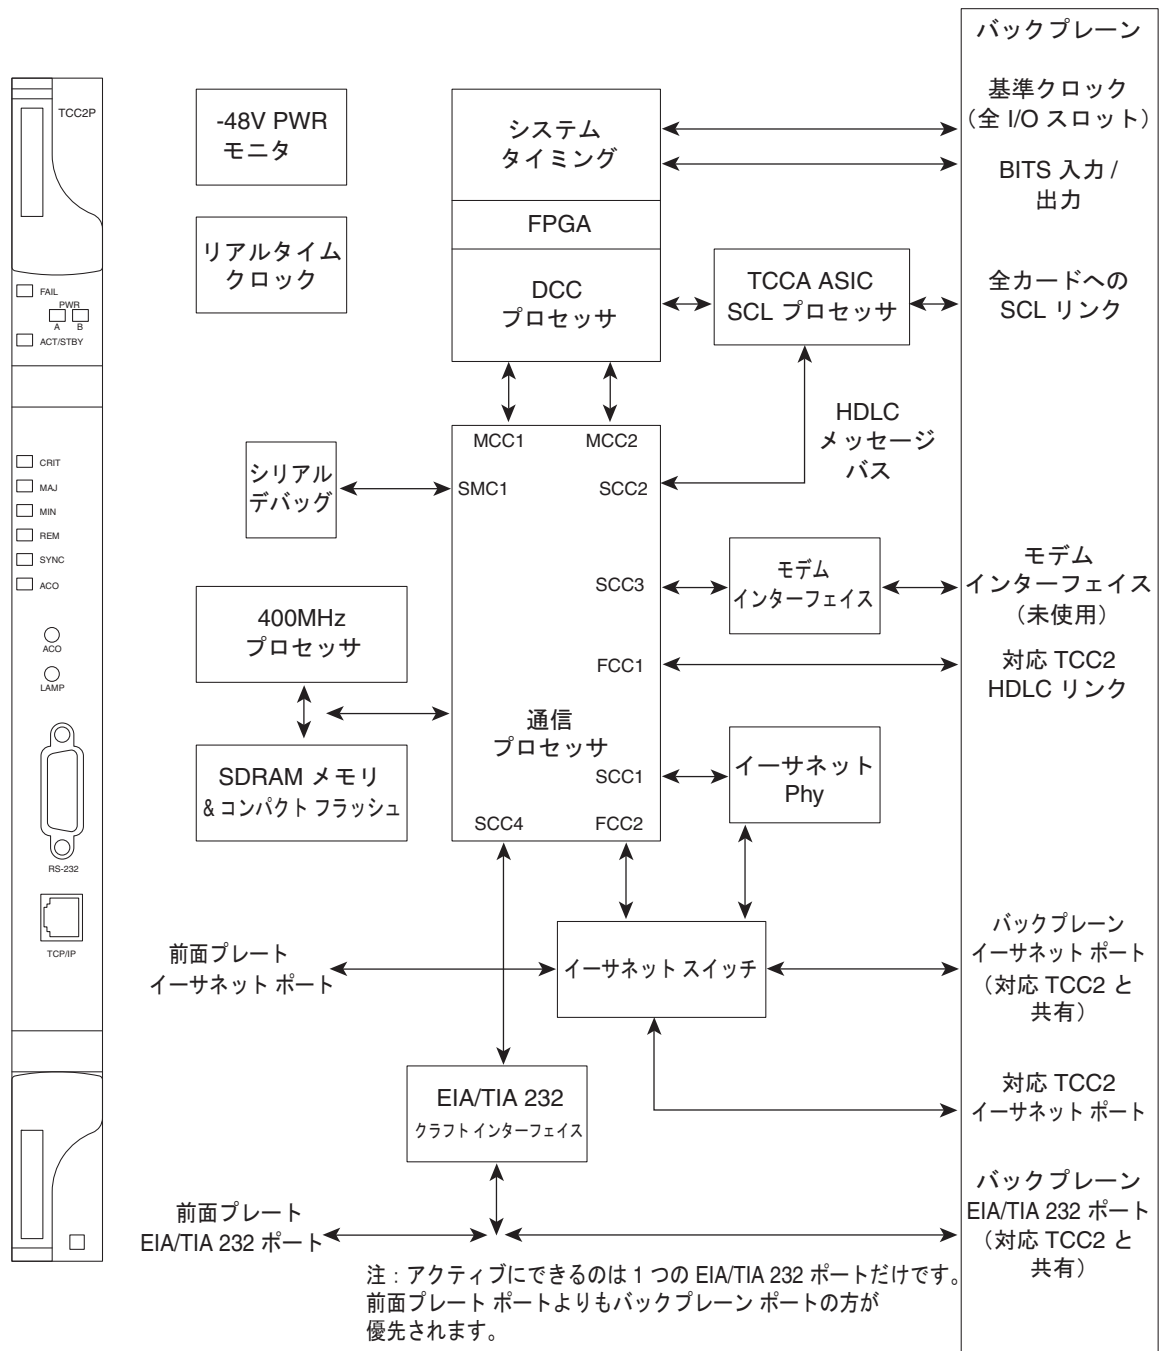 TCC2P
FAIL
PWR
A B
ACT/STBY
CRIT
MAJ
MIN
REM
SYNC
ACO
ACO
LAMP
RS-232
TCP/IP
-48V PWR
モニタ
リアルタイム
クロック
システム
タイミング
FPGA
DCC
プロセッサ
TCCA ASIC
SCL プロセッサ
HDLC
メッセージ
バス
シリアル
デバッグ
MCC1
MCC2
SMC1
SCC2
SCC3
FCC1
通信
プロセッサ
SCC1
SCC4
FCC2
400MHz
プロセッサ
SDRAM メモリ
& コンパクト フラッシュ
モデム
インターフェイス
イーサネット
Phy
前面プレート
イーサネット ポート
イーサネット スイッチ
EIA/TIA 232
クラフト インターフェイス
前面プレート
EIA/TIA 232 ポート
バックプレーン
基準クロック
（全 I/O スロット）
BITS 入力 /
出力
全カードへの
SCL リンク
モデム
インターフェイス
（未使用）
対応 TCC2
HDLC リンク
バックプレーン
イーサネット ポート
（対応 TCC2 と
共有）
対応 TCC2
イーサネット ポート
バックプレーン
EIA/TIA 232 ポート
（対応 TCC2 と
共有）
注：アクティブにできるのは 1 つの EIA/TIA 232 ポートだけです。
前面プレート ポートよりもバックプレーン ポートの方が
優先されます。